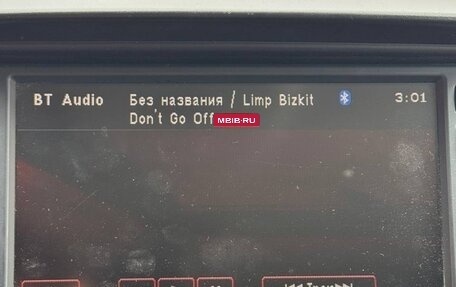 BT Audio Без названия / Limp Bizkit 3:01
Don't Go Off
MBIB.RU